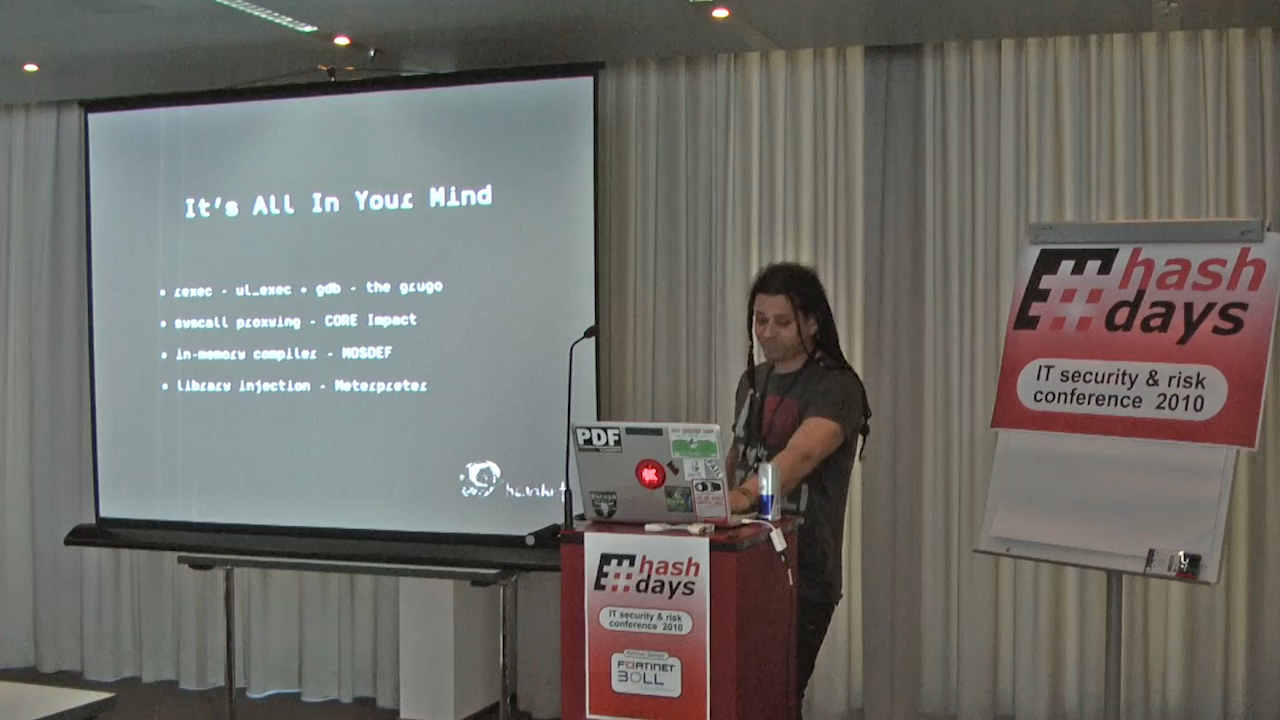 It's All In Your Mind
• rexec - ul_exec + gdb - the grugq
• syscall proxying - CORE Impact
• in-memory compiler - MOSDEF
• library injection - Meterpreter
PDF
hash
days
IT security & risk
conference 2010
FORTINET
BOLL
hash
days
IT security & risk
conference 2010